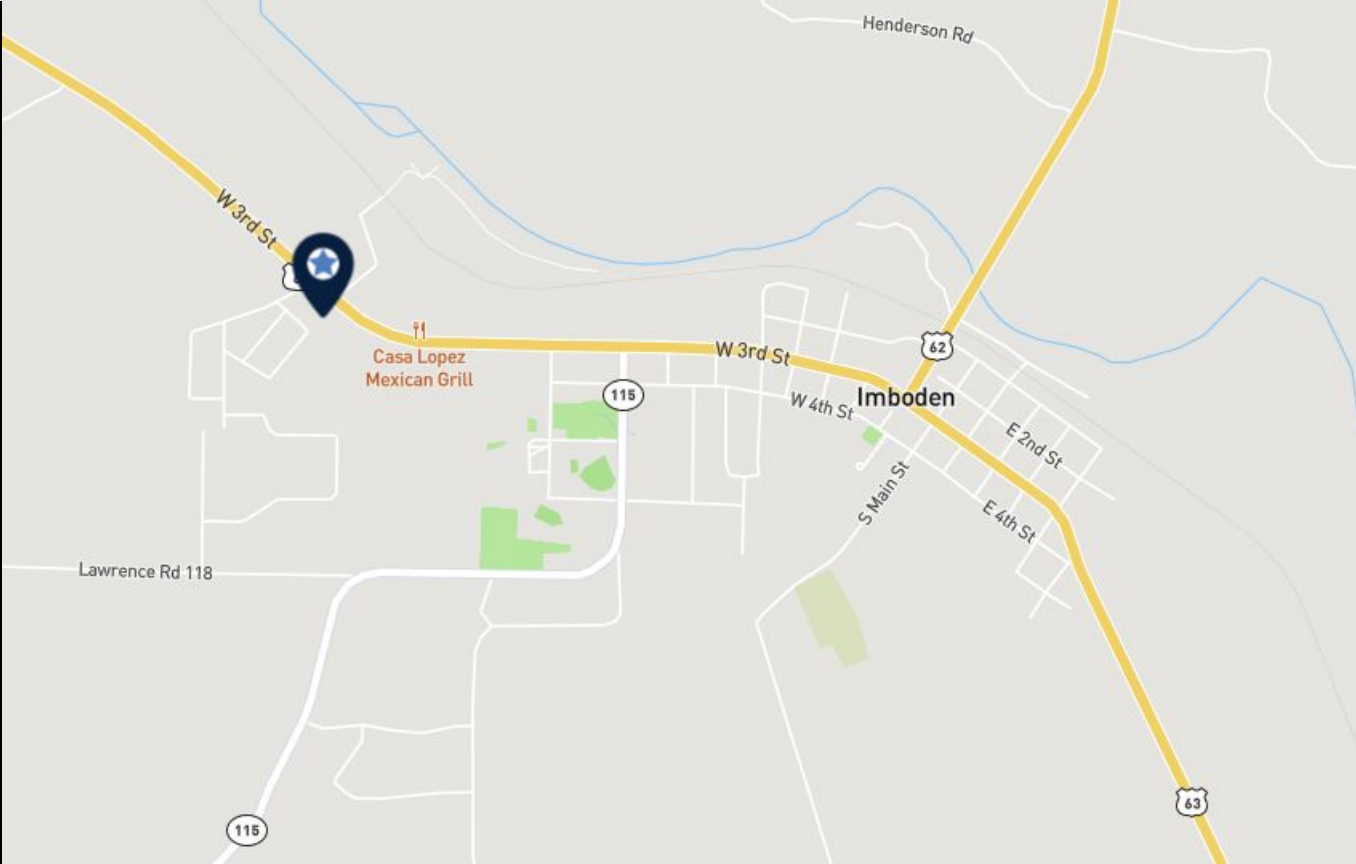 Henderson Rd
W 3rd St
Casa Lopez
Mexican Grill
W 3rd St
62
115
Imboden
W 4th St
E 2nd St
S Main St
E 4th St
Lawrence Rd 118
63
115